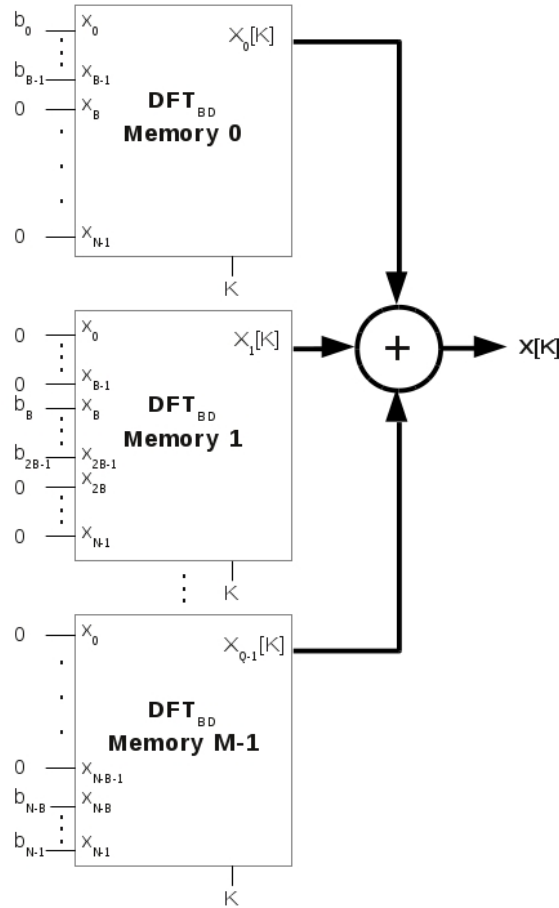 b0 X0 X0[K]
bB-1 XB-1
0 XB
DFTBD
Memory 0
0 XN-1
K
0 X0 X1[K]
0 XB-1
bB XB
DFTBD
Memory 1
b2B-1 X2B-1
0 X2B
0 XN-1
K
+ X[K]
0 X0 XQ-1[K]
DFTBD
Memory M-1
0 XN-B-1
bN-B XN-B
bN-1 XN-1
K